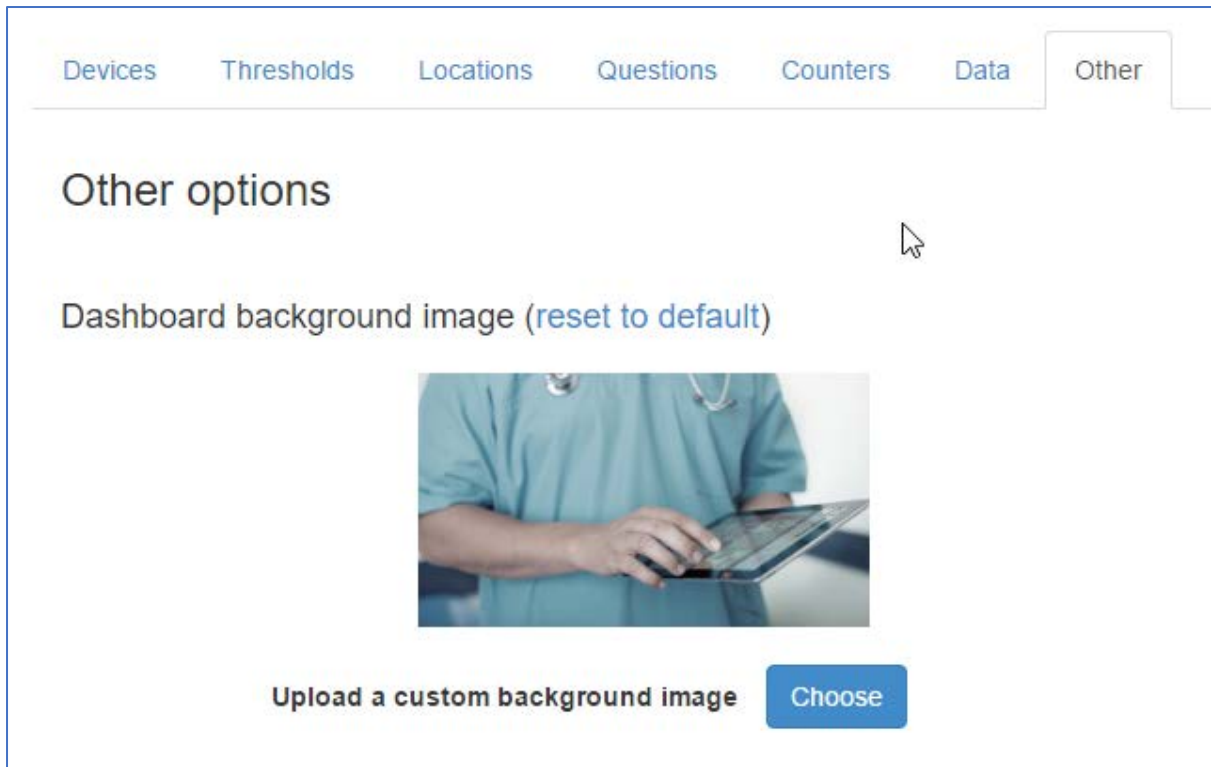 Devices Thresholds Locations Questions Counters Data Other
Other options
Dashboard background image (reset to default)
Upload a custom background image Choose